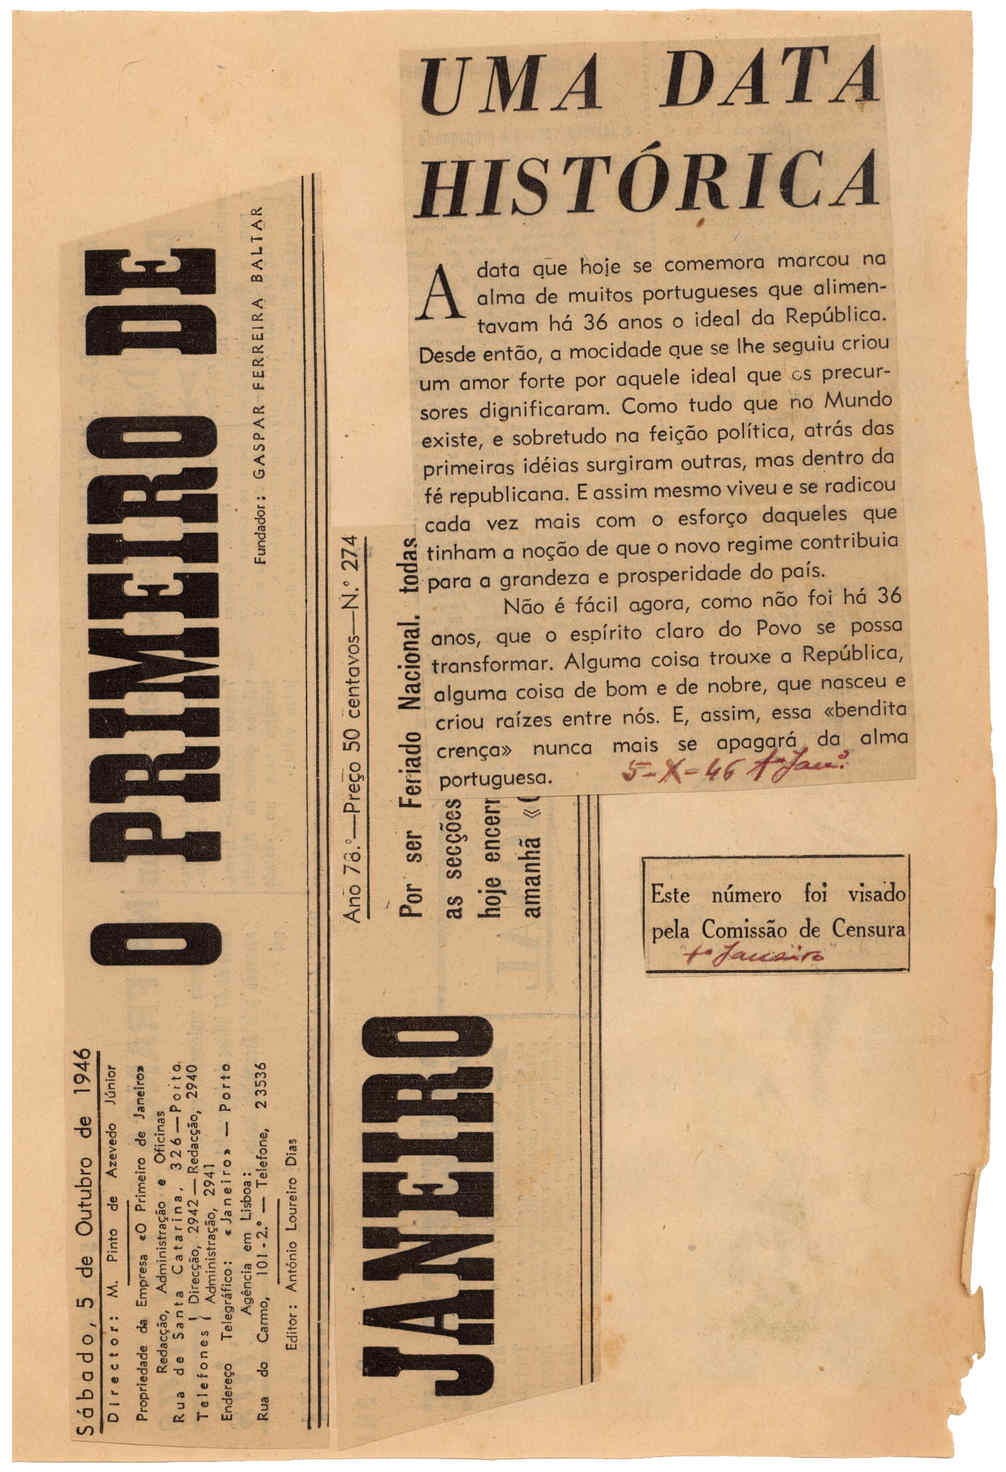 UMA DATA
HISTÓRICA
A data que hoje se comemora marcou na
alma de muitos portugueses que alimen-
tavam há 36 anos o ideal da República.
Desde então, a mocidade que se lhe seguiu criou
um amor forte por aquele ideal que os precur-
sores dignificaram. Como tudo que no Mundo
existe, e sobretudo na feição política, atrás das
primeiras idéias surgiram outras, mas dentro da
fé republicana. E assim mesmo viveu e se radicou
cada vez mais com o esforço daqueles que
tinham a noção de que o novo regime contribuia
para a grandeza e prosperidade do país.
Não é fácil agora, como não foi há 36
anos, que o espírito claro do Povo se possa
transformar. Alguma coisa trouxe a República,
alguma coisa de bom e de nobre, que nasceu e
criou raízes entre nós. E, assim, essa «bendita
crença» nunca mais se apagará da alma
portuguesa.
5-X-46 1º Janº.
Este número foi visado
pela Comissão de Censura
1º Janeiro
Sábado, 5 de Outubro de 1946
Director: M. Pinto de Azevedo Júnior
Propriedade da Empresa «O Primeiro de Janeiro»
Redacção, Administração e Oficinas
Rua de Santa Catarina, 326—Porto
Telefones { Direcção, 2942—Redacção, 2940
Administração, 2941
Endereço Telegráfico: «Janeiro» — Porto
Agência em Lisboa:
Rua do Carmo, 101-2.º — Telefone, 23536
Editor: António Loureiro Dias
O PRIMEIRO DE
Fundador: GASPAR FERREIRA BALTAR
JANEIRO
Ano 78.º—Preço 50 centavos—N.º 274
Por ser Feriado Nacional, todas
as secções
hoje encerr
amanhã «